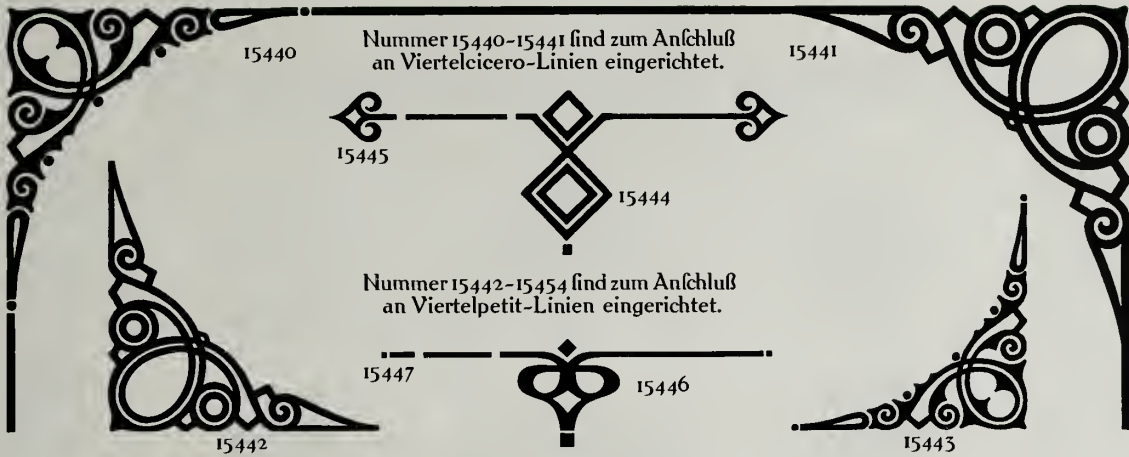 15440
Nummer 15440-15441 ſind zum Anſchluß
an Viertelcicero-Linien eingerichtet.
15441
15445
15444
Nummer 15442-15454 ſind zum Anſchluß
an Viertelpetit-Linien eingerichtet.
15447
15446
15442
15443